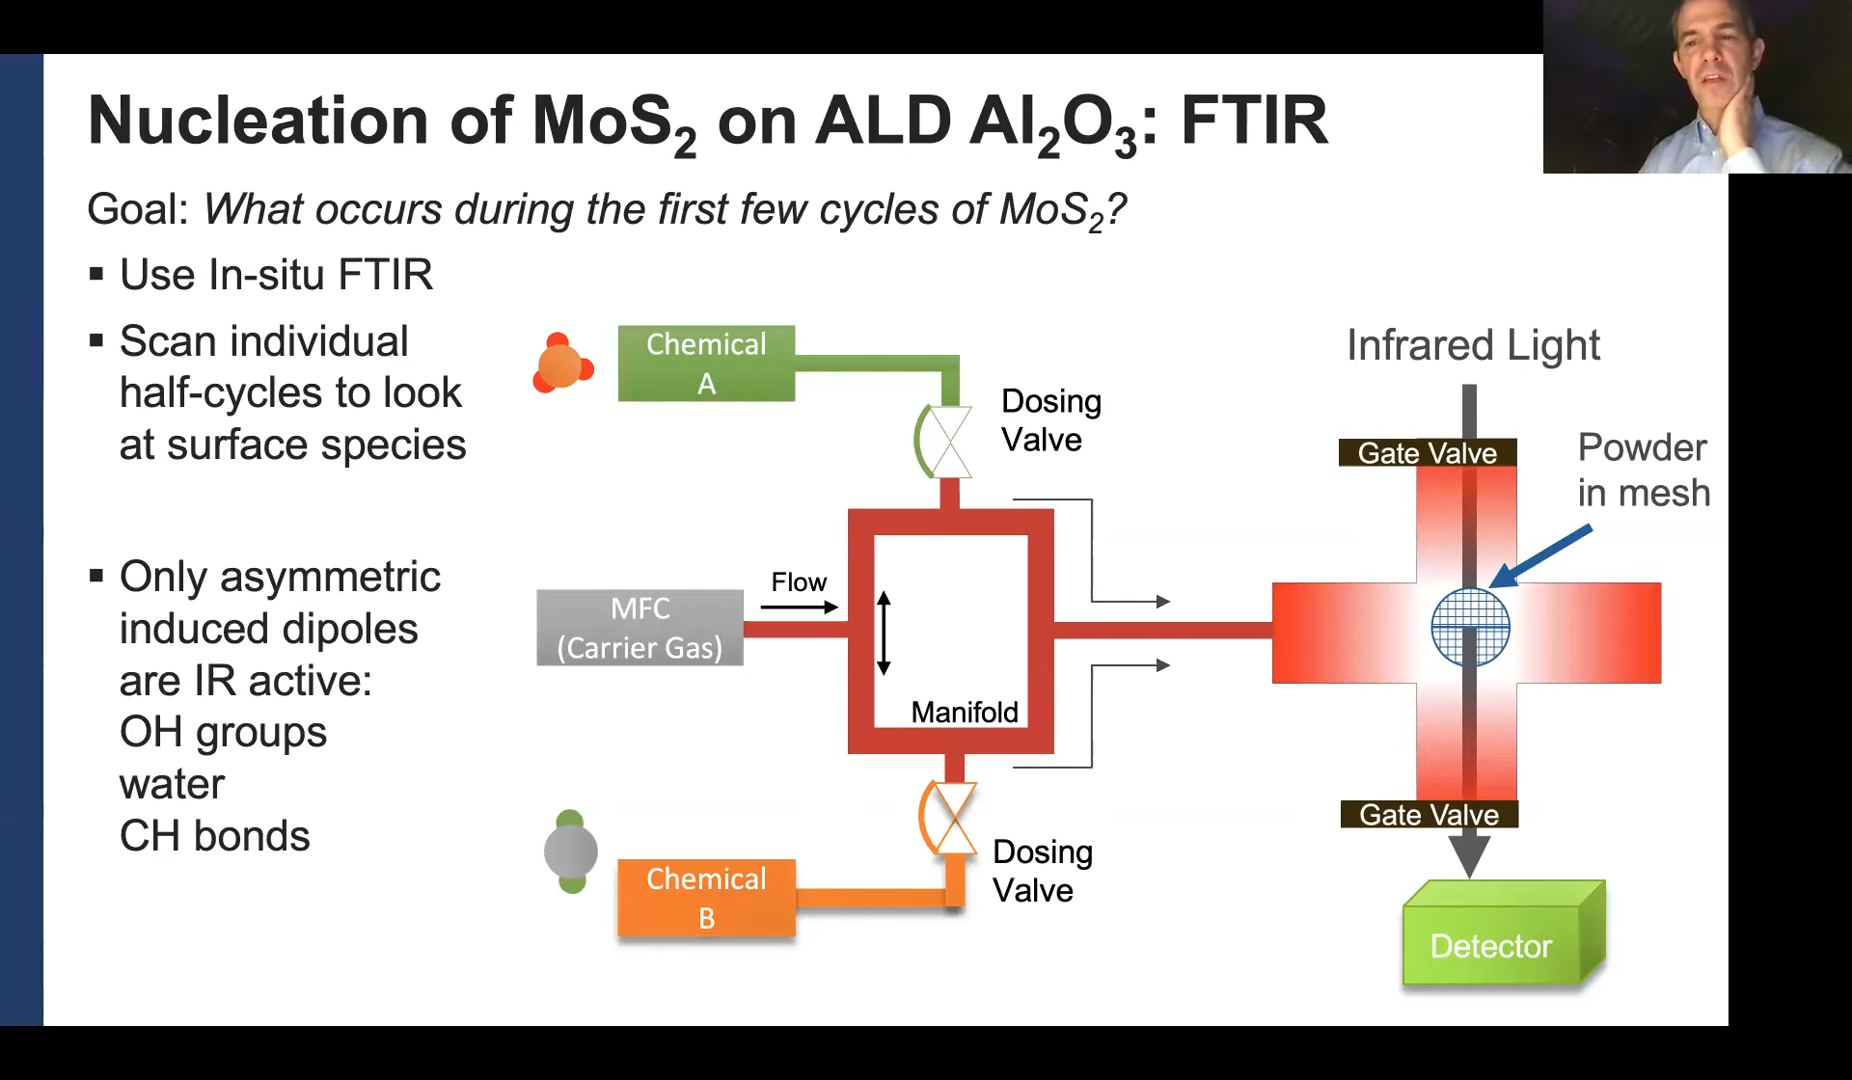 Nucleation of MoS₂ on ALD Al₂O₃: FTIR
Goal: What occurs during the first few cycles of MoS₂?
▪ Use In-situ FTIR
▪ Scan individual
half-cycles to look
at surface species
▪ Only asymmetric
induced dipoles
are IR active:
OH groups
water
CH bonds
Chemical
A
Dosing
Valve
Flow
MFC
(Carrier Gas)
Manifold
Chemical
B
Dosing
Valve
Infrared Light
Gate Valve
Powder
in mesh
Gate Valve
Detector